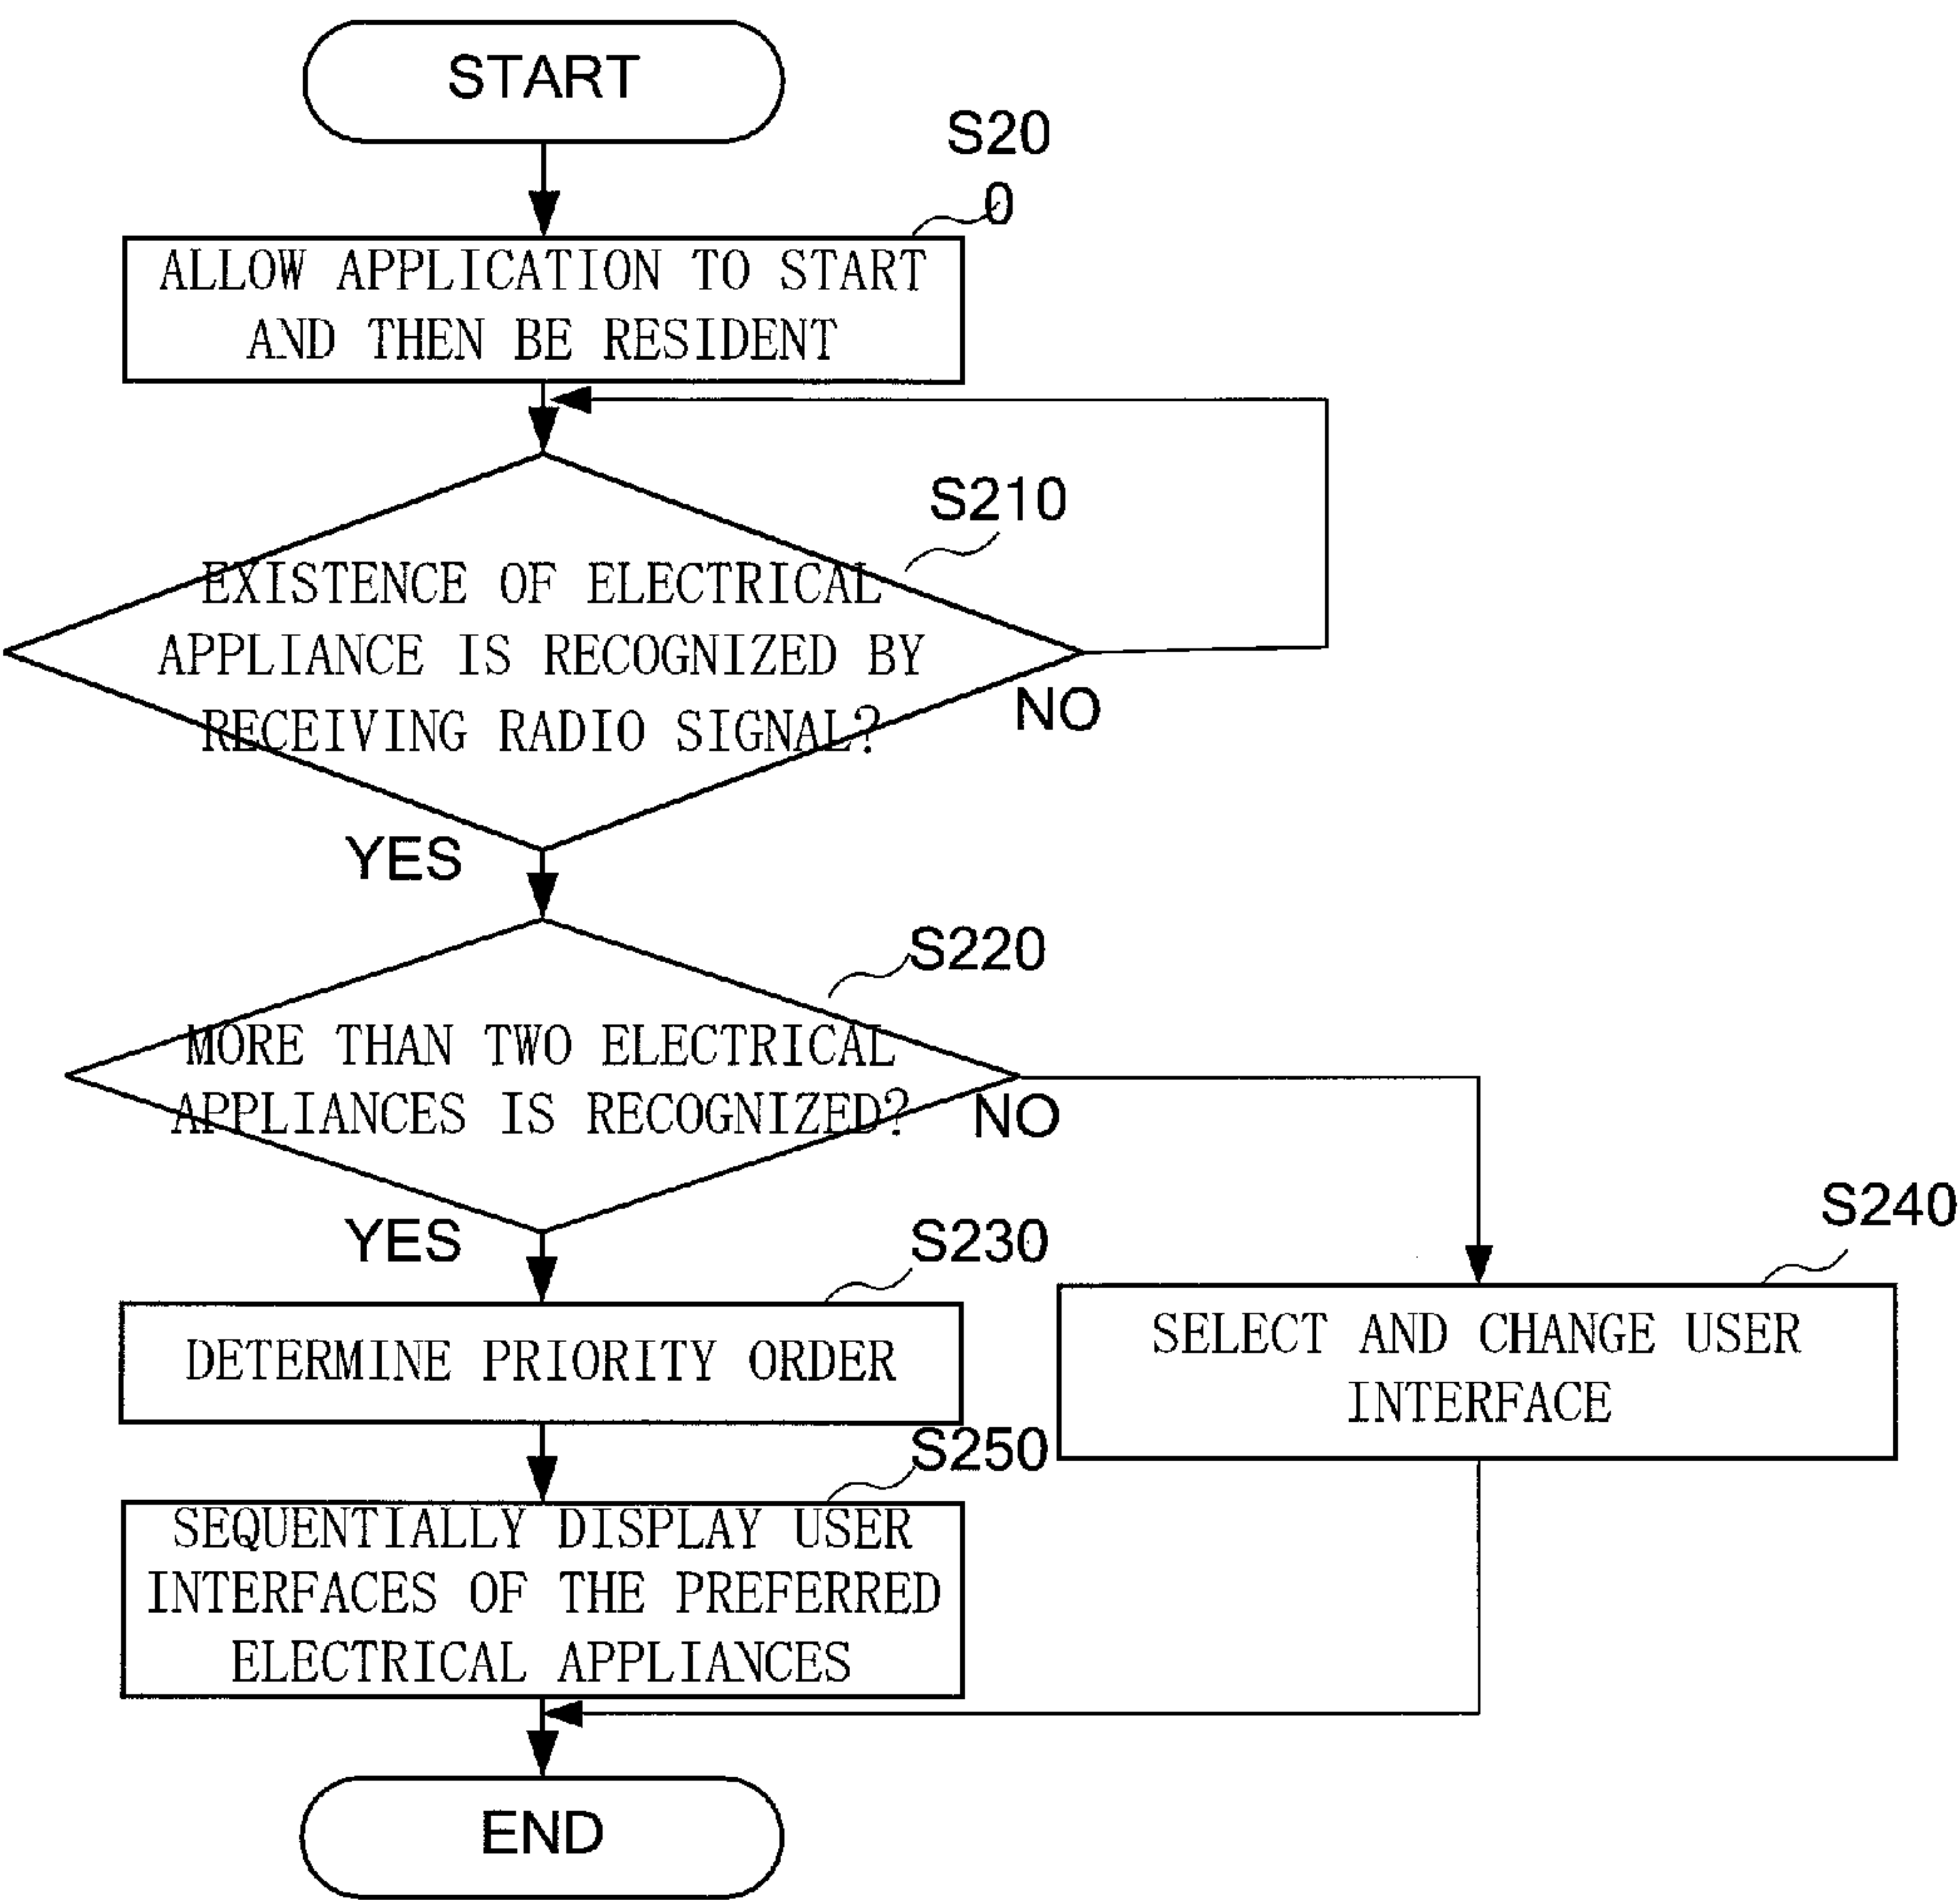 START
S20
0
ALLOW APPLICATION TO START
AND THEN BE RESIDENT
S210
EXISTENCE OF ELECTRICAL
APPLIANCE IS RECOGNIZED BY
RECEIVING RADIO SIGNAL?
NO
YES
S220
MORE THAN TWO ELECTRICAL
APPLIANCES IS RECOGNIZED?
NO
YES
S230
DETERMINE PRIORITY ORDER
S240
SELECT AND CHANGE USER
INTERFACE
S250
SEQUENTIALLY DISPLAY USER
INTERFACES OF THE PREFERRED
ELECTRICAL APPLIANCES
END